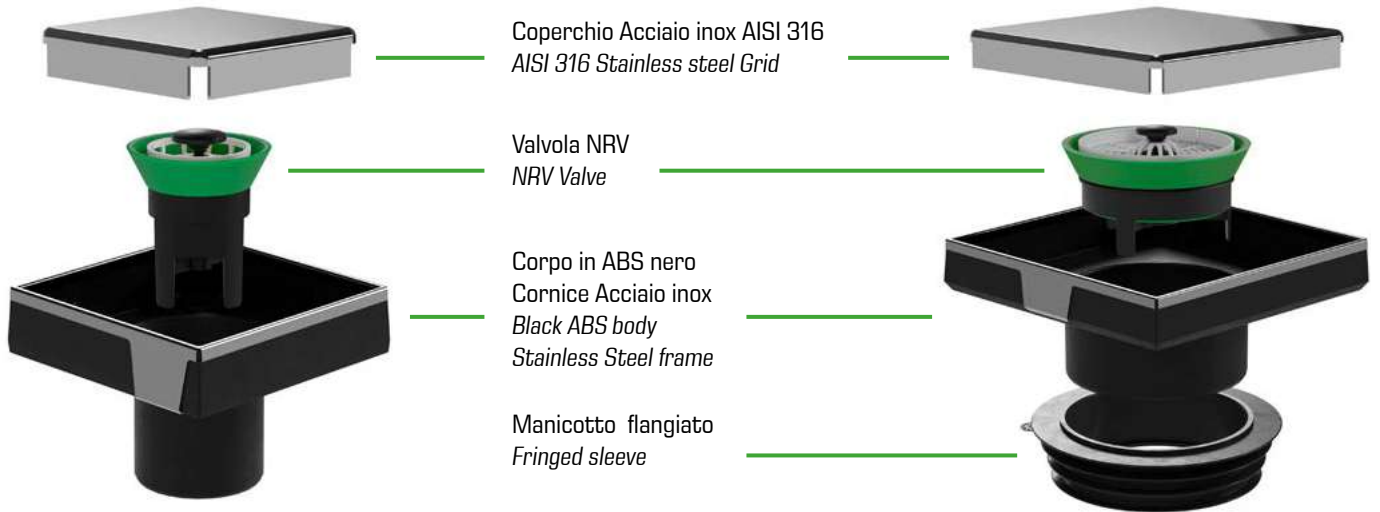 Coperchio Acciaio inox AISI 316
AISI 316 Stainless steel Grid
Valvola NRV
NRV Valve
Corpo in ABS nero
Cornice Acciaio inox
Black ABS body
Stainless Steel frame
Manicotto flangiato
Fringed sleeve